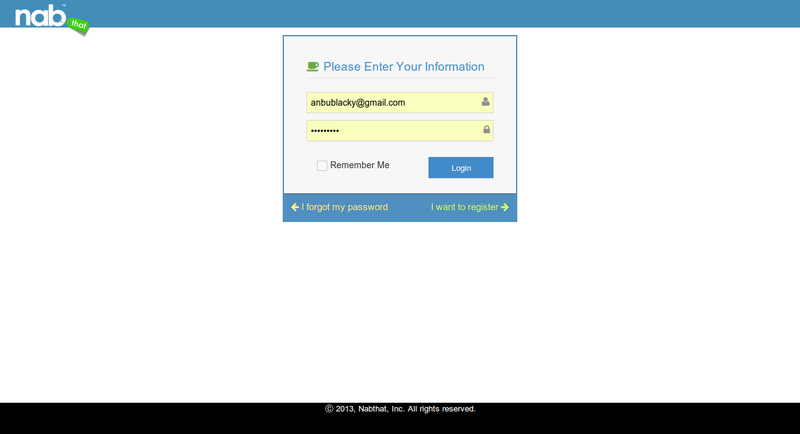 nab™
that
Please Enter Your Information
anbublacky@gmail.com
•••••••••
Remember Me
Login
I forgot my password
I want to register
© 2013, Nabthat, Inc. All rights reserved.